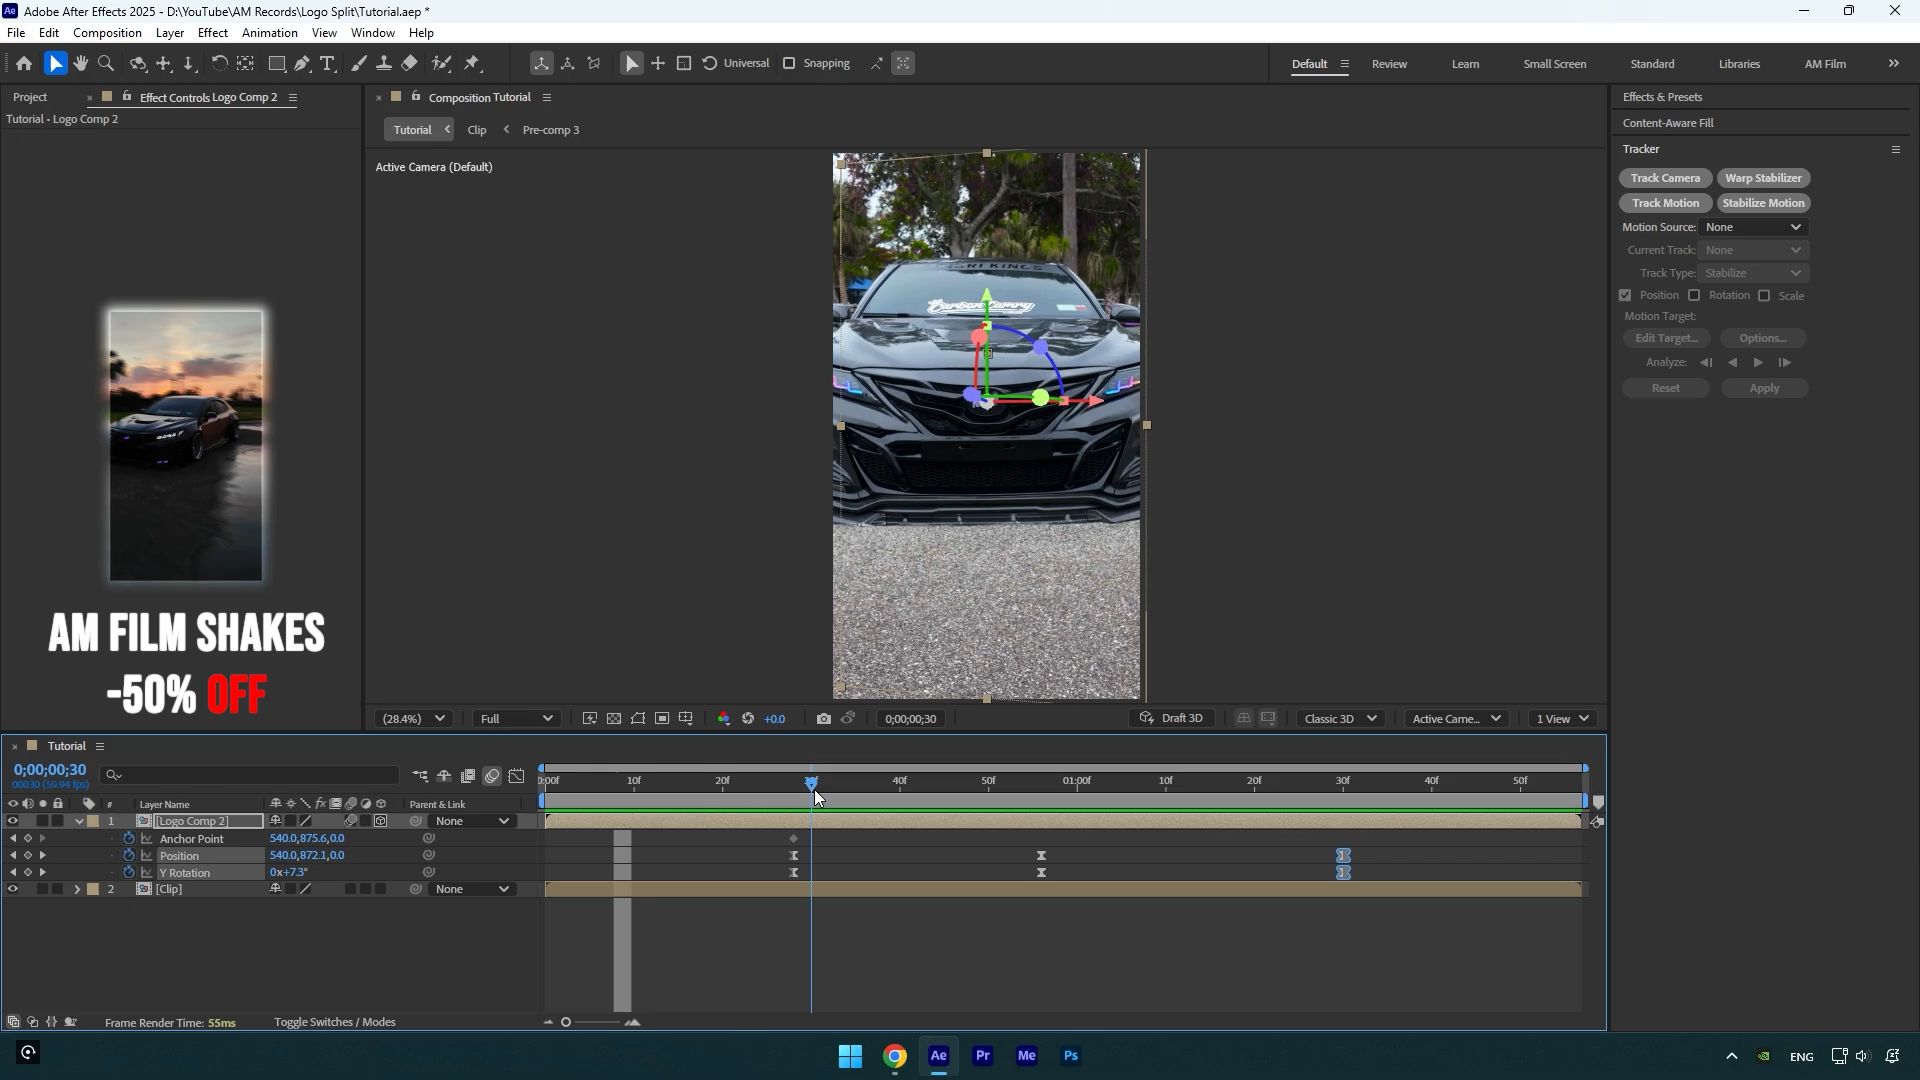 Adobe After Effects 2025 - D:\YouTube\AM Records\Logo Split\Tutorial.aep *
File Edit Composition Layer Effect Animation View Window Help
Universal Snapping Default Review Learn Small Screen Standard Libraries AM Film
Project Effect Controls Logo Comp 2
Tutorial - Logo Comp 2
AM FILM SHAKES
-50% OFF
Composition Tutorial
Tutorial Clip Pre-comp 3
Active Camera (Default)
(28.4%) Full +0.0 0;00;00;30 Draft 3D Classic 3D Active Came... 1 View
Effects & Presets
Content-Aware Fill
Tracker
Track Camera Warp Stabilizer
Track Motion Stabilize Motion
Motion Source: None
Current Track: None
Track Type: Stabilize
Position Rotation Scale
Motion Target:
Edit Target... Options...
Analyze:
Reset Apply
Tutorial
0;00;00;30
00030 (59.94 fps)
10f 20f 40f 50f 01:00f 10f 20f 30f 40f 50f
# Layer Name Parent & Link
1 [Logo Comp 2] None
Anchor Point 540.0,875.6,0.0
Position 540.0,872.1,0.0
Y Rotation 0x+7.3°
2 [Clip] None
Frame Render Time: 55ms Toggle Switches / Modes
Ae Pr Me Ps
ENG